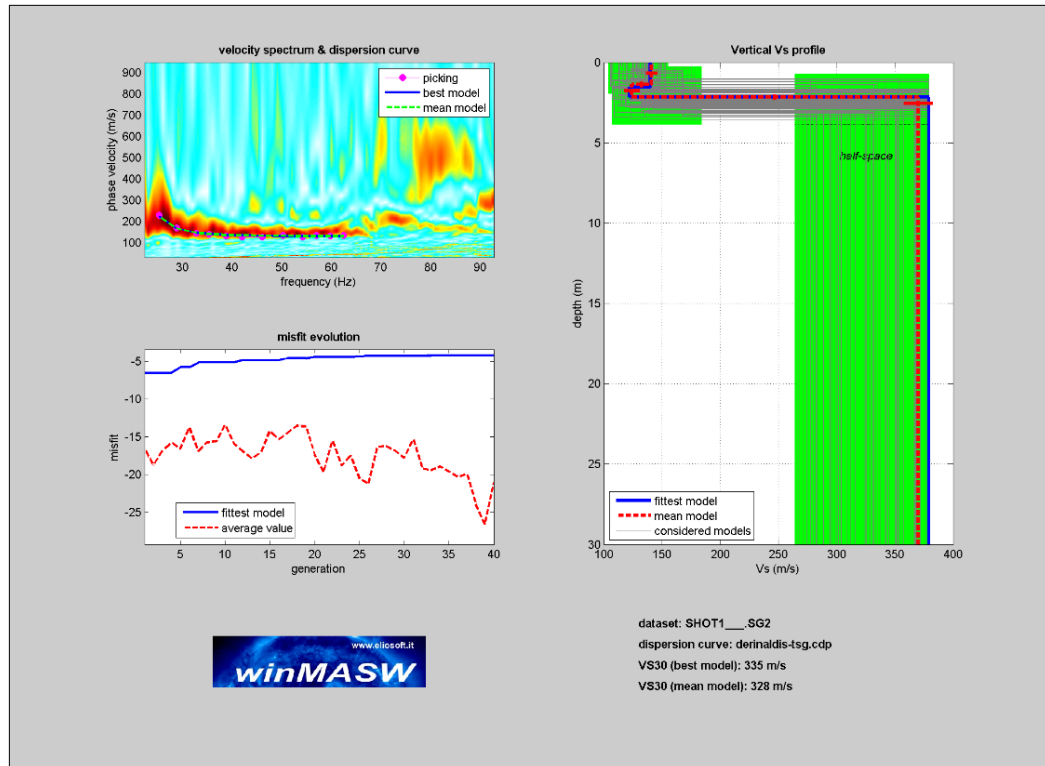 velocity spectrum & dispersion curve
900
800
700
600
500
400
300
200
100
phase velocity (m/s)
picking
best model
mean model
30
40
50
60
70
80
90
frequency (Hz)
misfit evolution
-5
-10
-15
-20
-25
misfit
fittest model
average value
5
10
15
20
25
30
35
40
generation
Vertical Vs profile
0
5
10
15
20
25
30
depth (m)
half-space
fittest model
mean model
considered models
100
150
200
250
300
350
400
Vs (m/s)
www.eliosoft.it
winMASW
dataset: SHOT1___.SG2
dispersion curve: derinaldis-tsg.cdp
VS30 (best model): 335 m/s
VS30 (mean model): 328 m/s